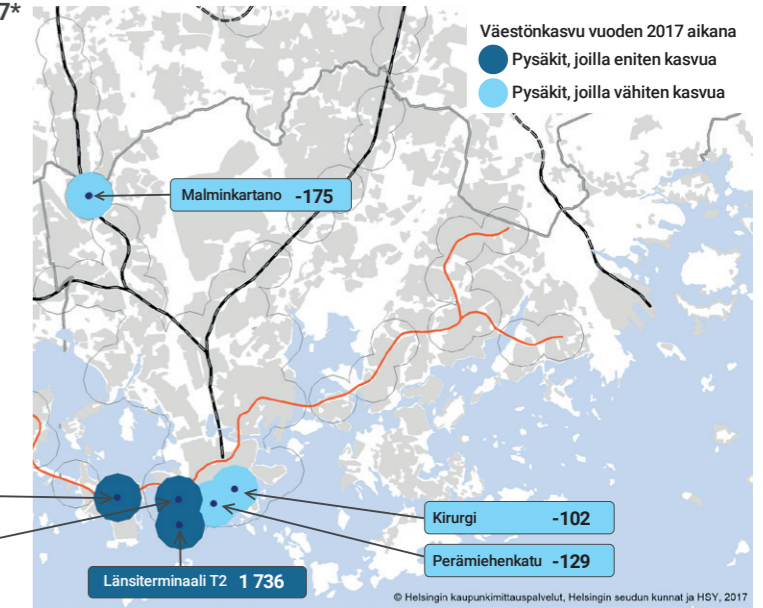 7*
Väestönkasvu vuoden 2017 aikana
Pysäkit, joilla eniten kasvua
Pysäkit, joilla vähiten kasvua
Malminkartano -175
Kirurgi -102
Perämiehenkatu -129
Länsiterminaali T2 1 736
© Helsingin kaupunkimittauspalvelut, Helsingin seudun kunnat ja HSY, 2017